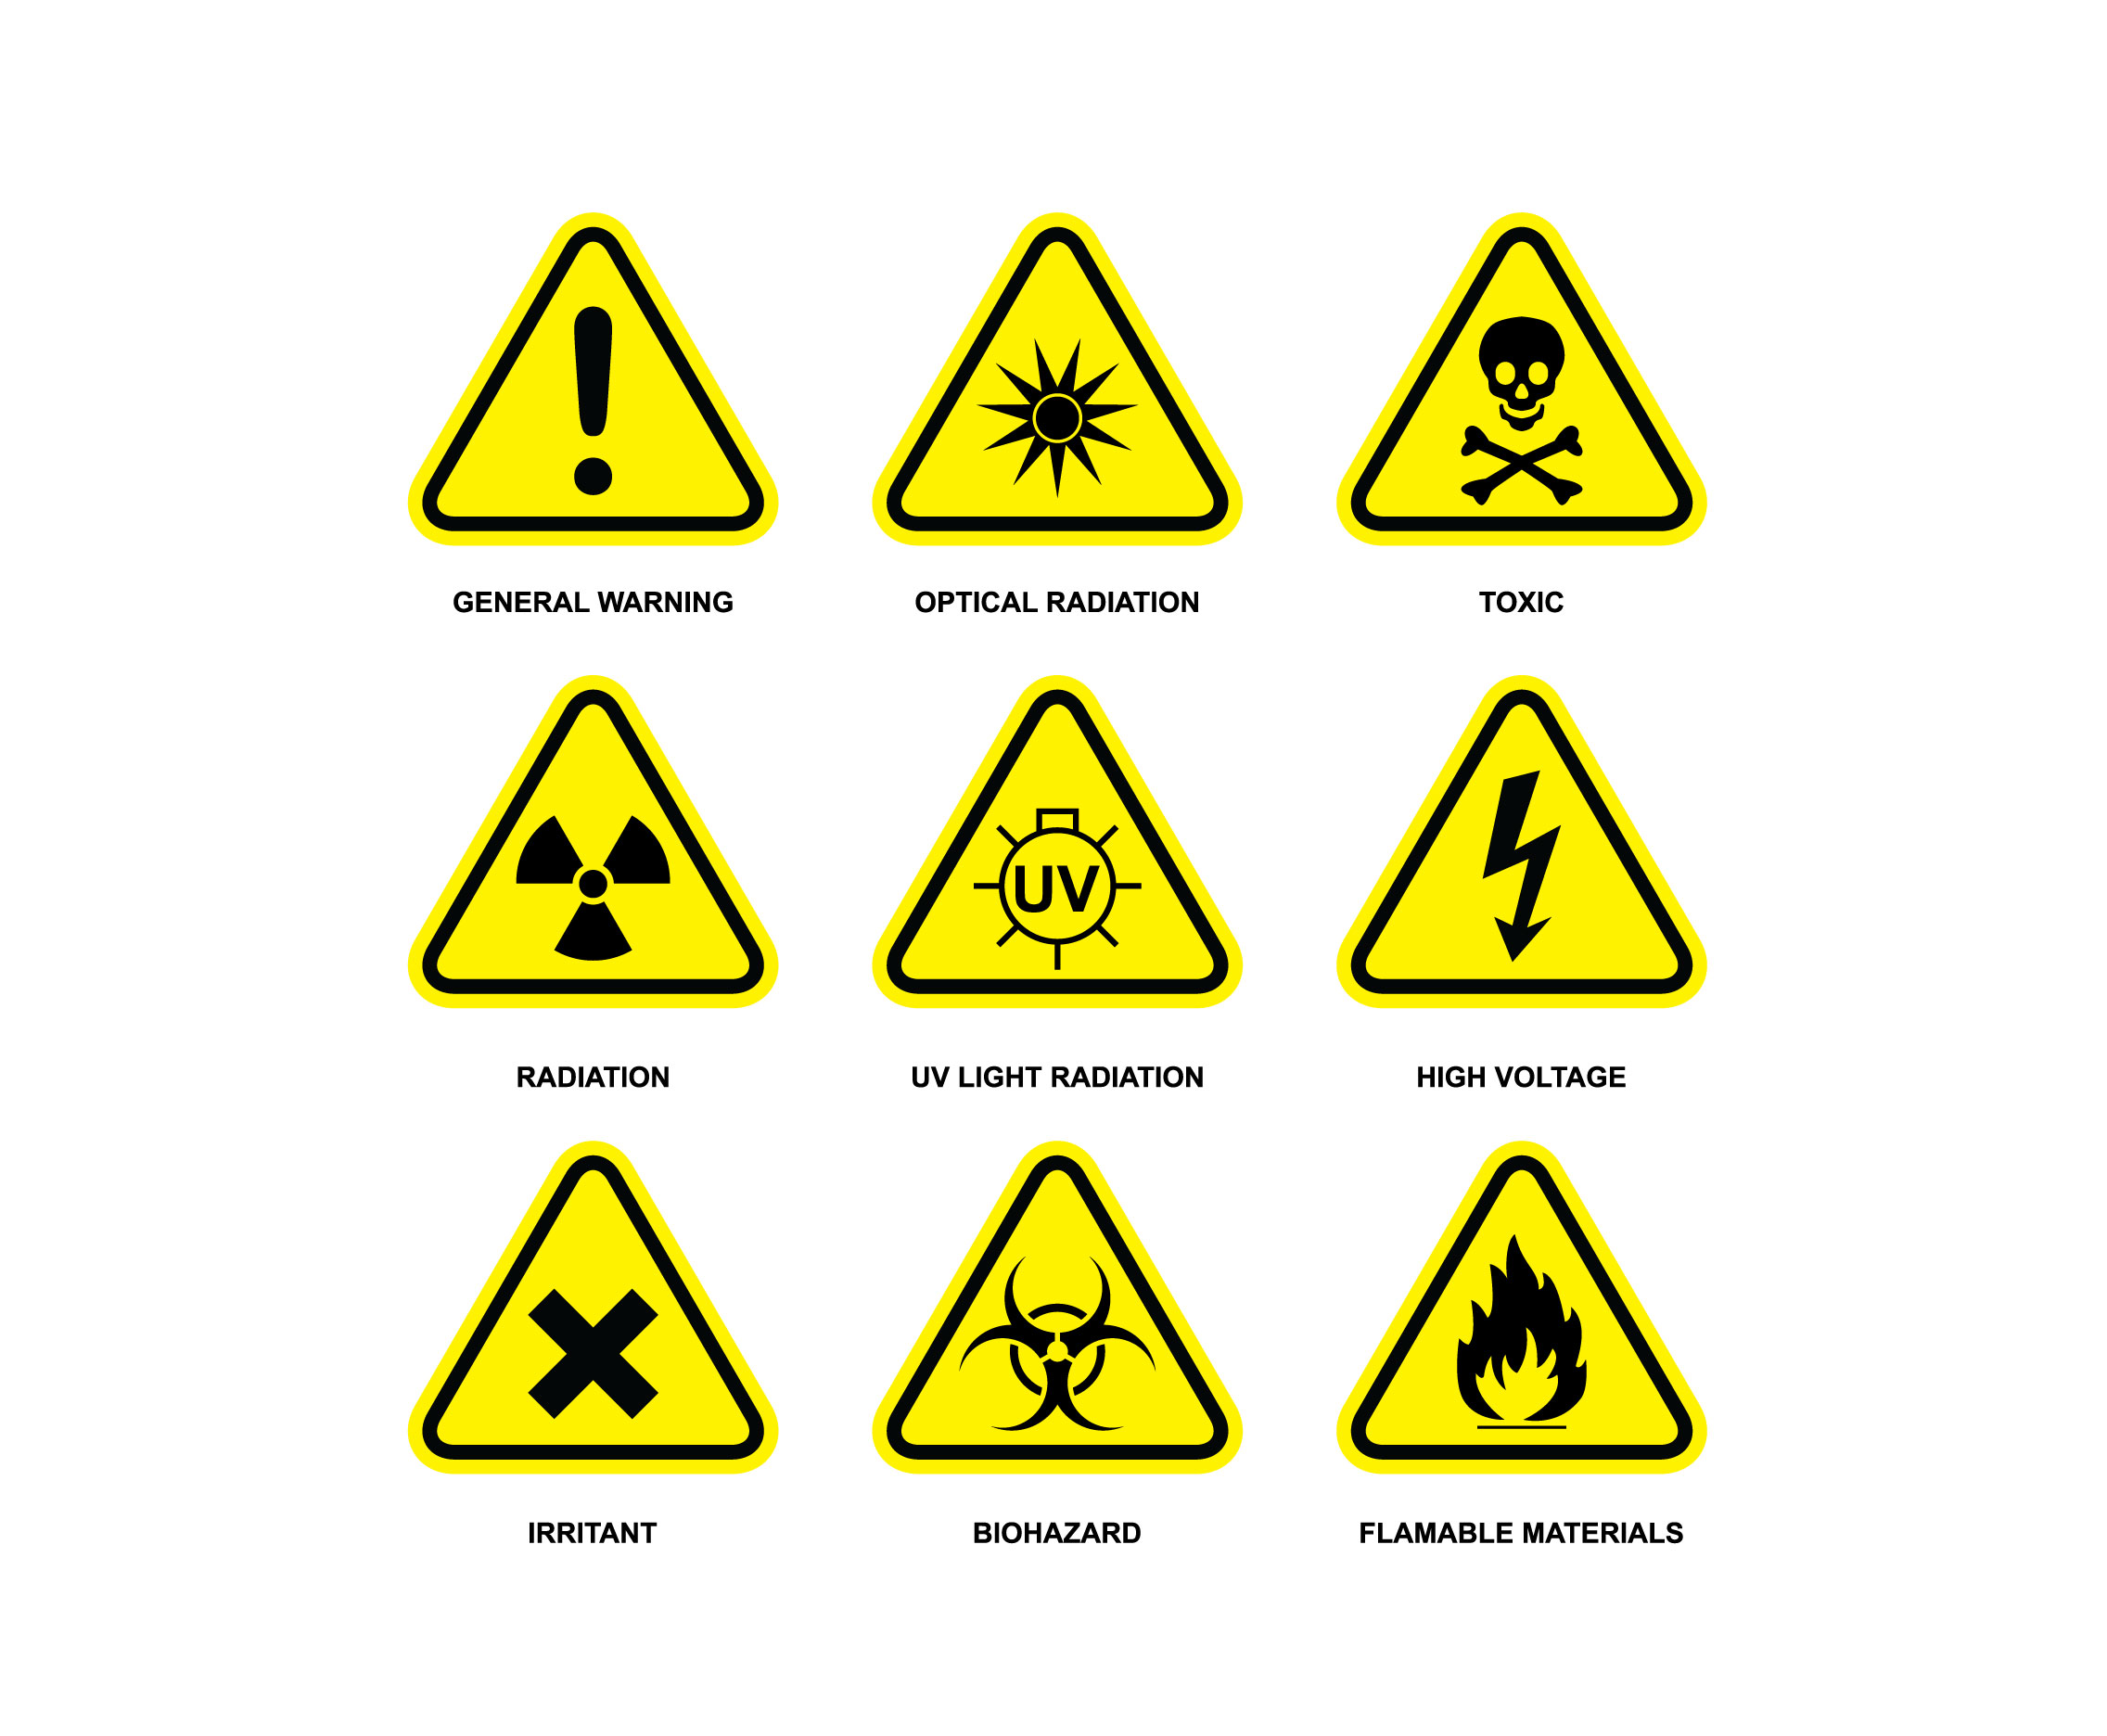 GENERAL WARNING
OPTICAL RADIATION
TOXIC
UV
RADIATION
UV LIGHT RADIATION
HIGH VOLTAGE
IRRITANT
BIOHAZARD
FLAMABLE MATERIALS